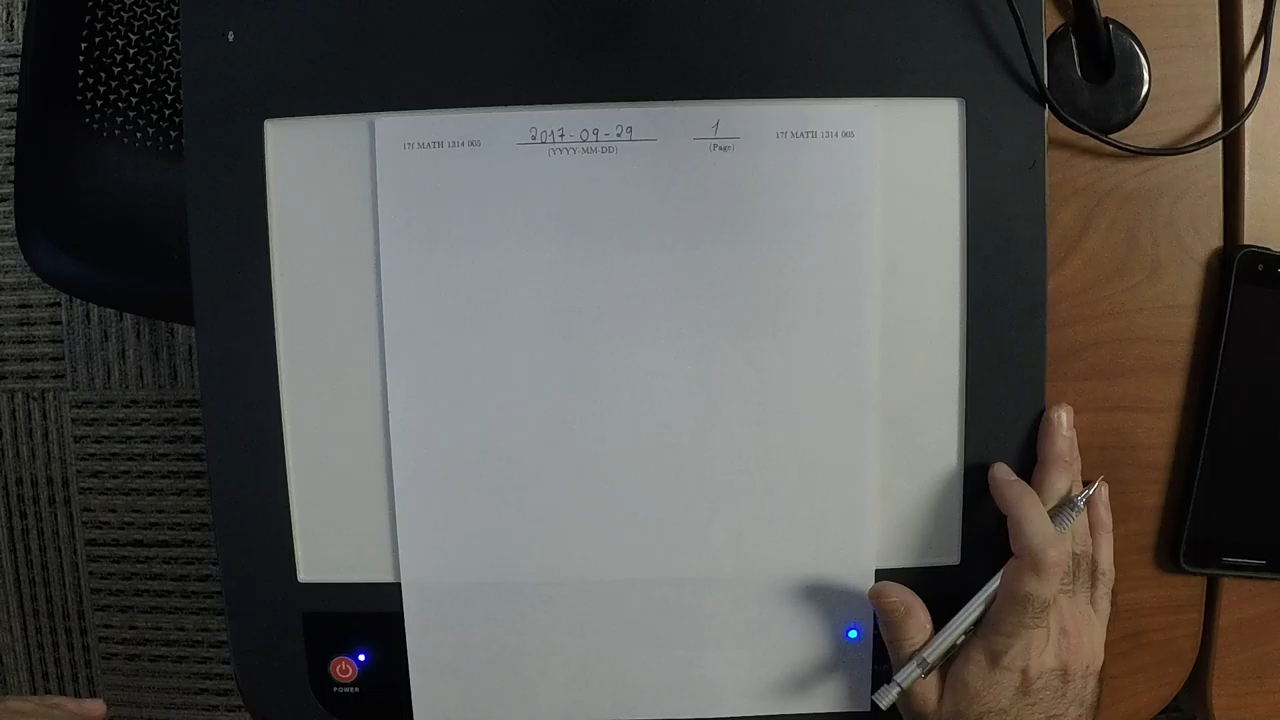 17f MATH 1314 005 2017-09-29 1 17f MATH 1314 005
(YYYY-MM-DD) (Page)
POWER